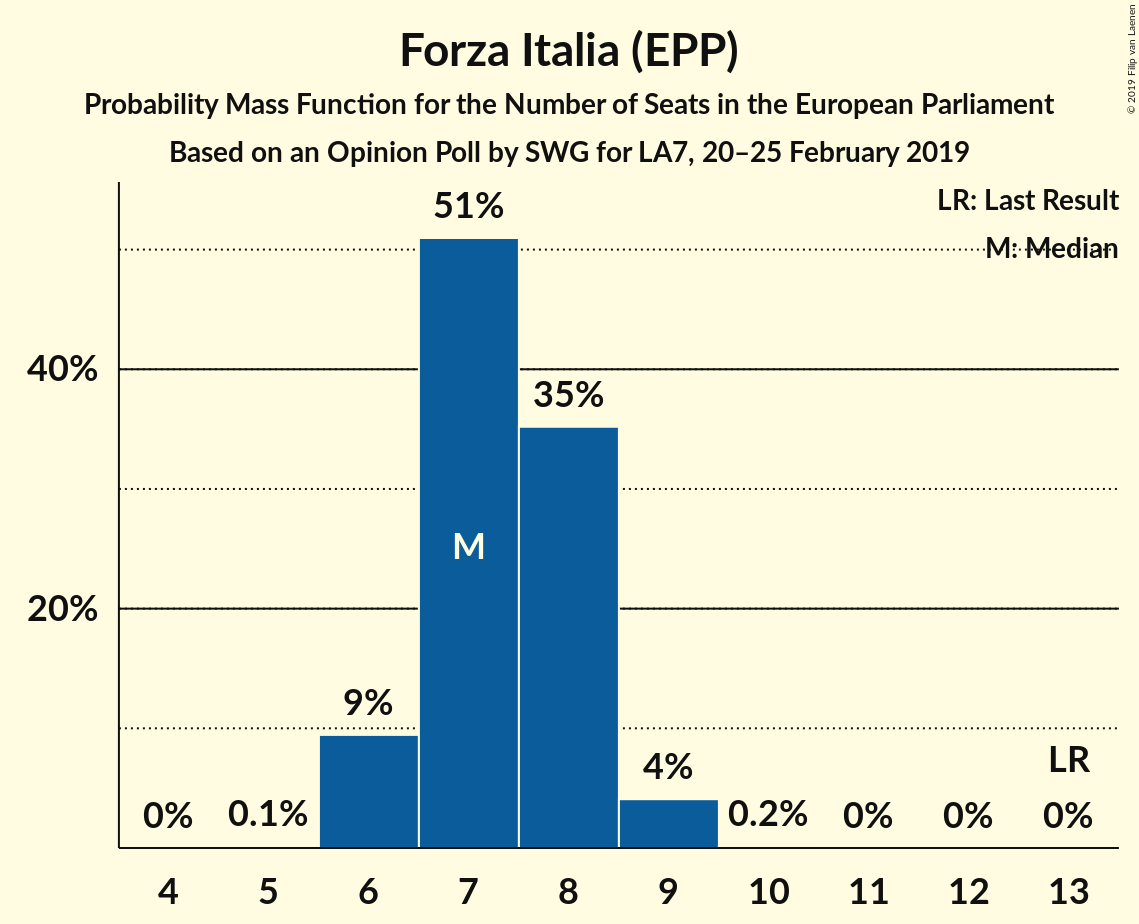 Forza Italia (EPP)
Probability Mass Function for the Number of Seats in the European Parliament
Based on an Opinion Poll by SWG for LA7, 20–25 February 2019
© 2019 Filip van Laenen
LR: Last Result
M: Median
51%
40%
35%
M
20%
9%
4%
LR
0% 0.1% 0.2% 0% 0% 0%
4 5 6 7 8 9 10 11 12 13